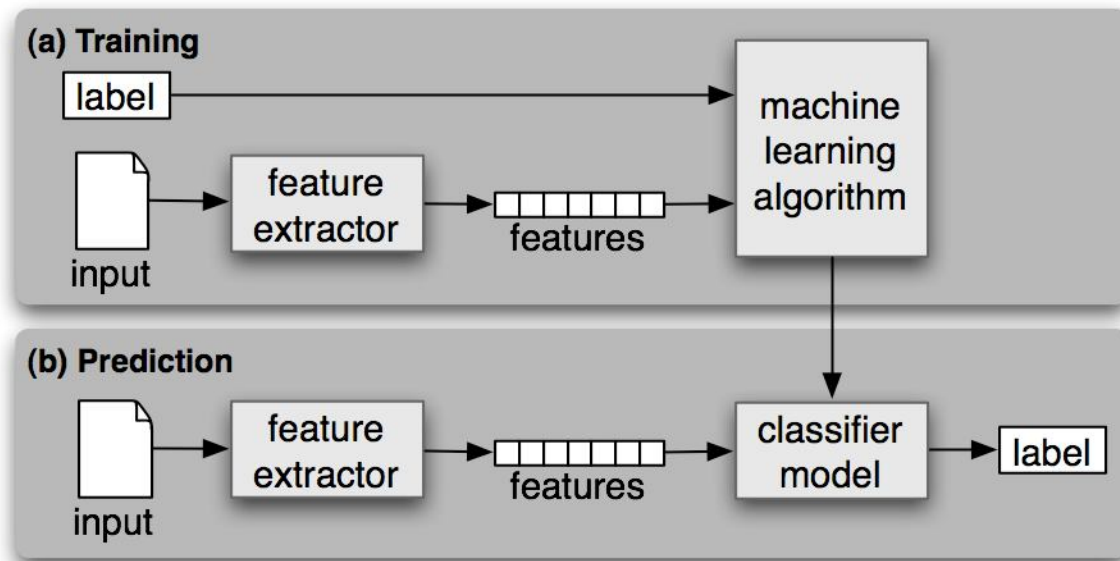 (a) Training
label
machine
learning
algorithm
feature
extractor
features
input
(b) Prediction
feature
extractor
features
classifier
model
label
input